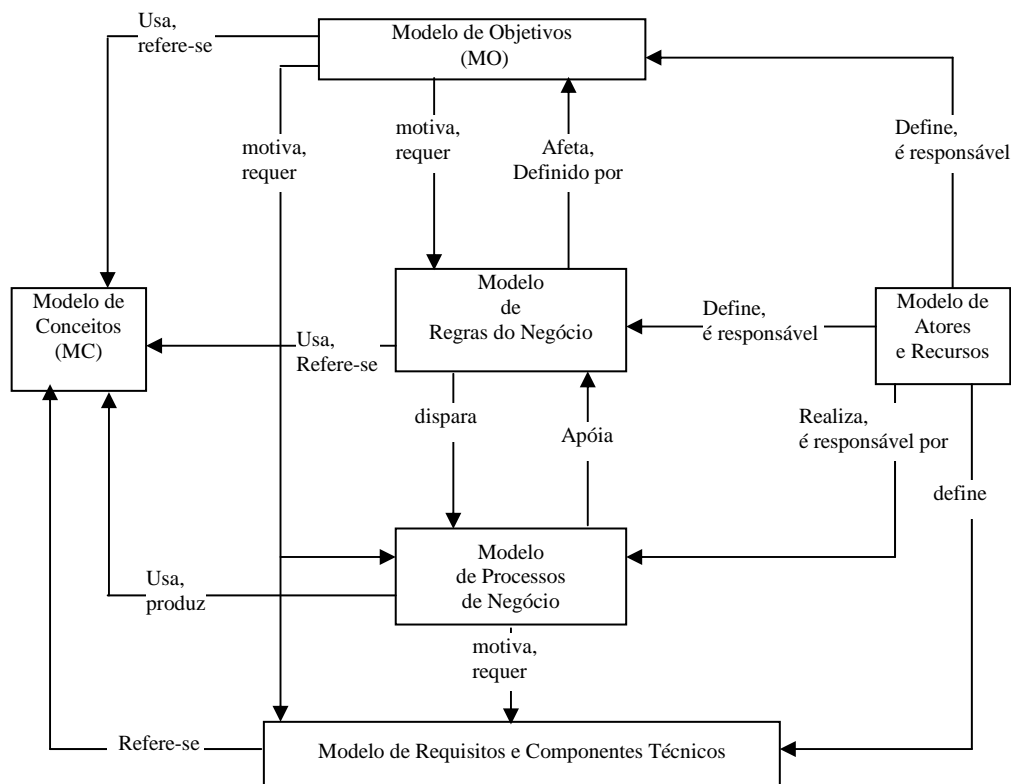 Usa,
refere-se
Modelo de Objetivos
(MO)
motiva,
requer
motiva,
requer
Afeta,
Definido por
Define,
é responsável
Modelo de
Conceitos
(MC)
Usa,
Refere-se
Modelo
de
Regras do Negócio
Define,
é responsável
Modelo de
Atores
e Recursos
dispara
Apóia
Realiza,
é responsável por
define
Usa,
produz
Modelo
de Processos
de Negócio
motiva,
requer
Refere-se
Modelo de Requisitos e Componentes Técnicos